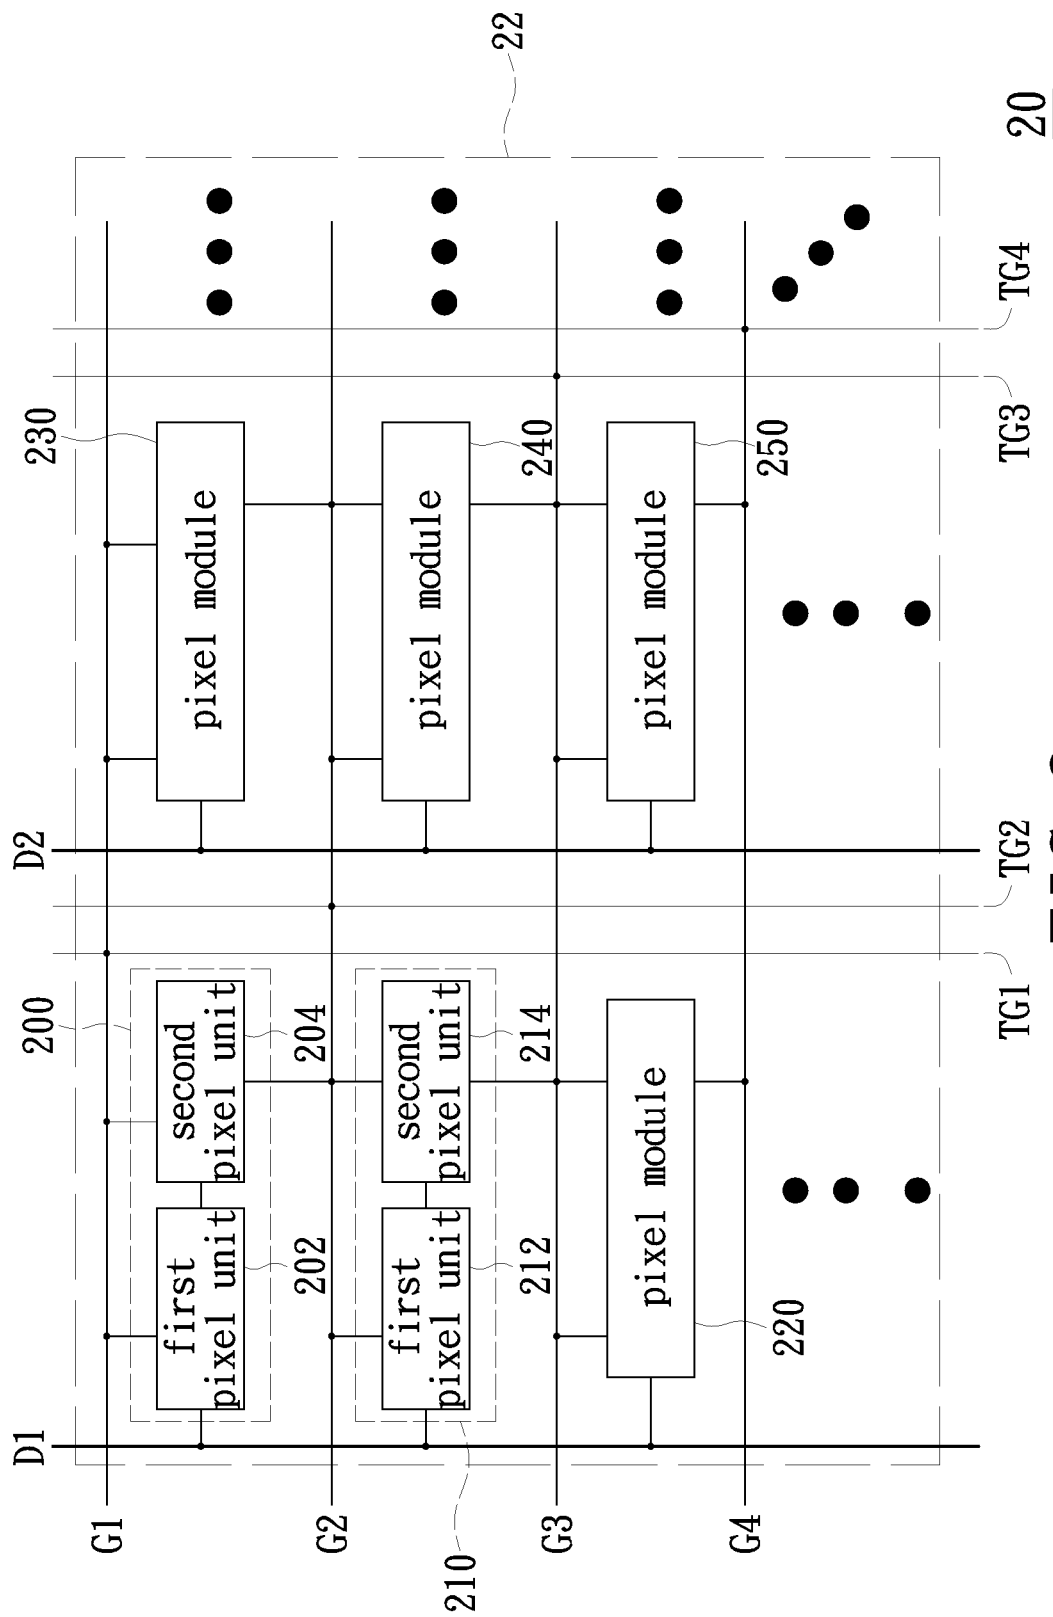 D1
200
D2
230
G1
first
pixel unit
second
pixel unit
pixel module
202
204
G2
first
pixel unit
second
pixel unit
pixel module
210
212
214
240
22
G3
pixel module
pixel module
G4
220
250
TG1
TG2
TG3
TG4
20